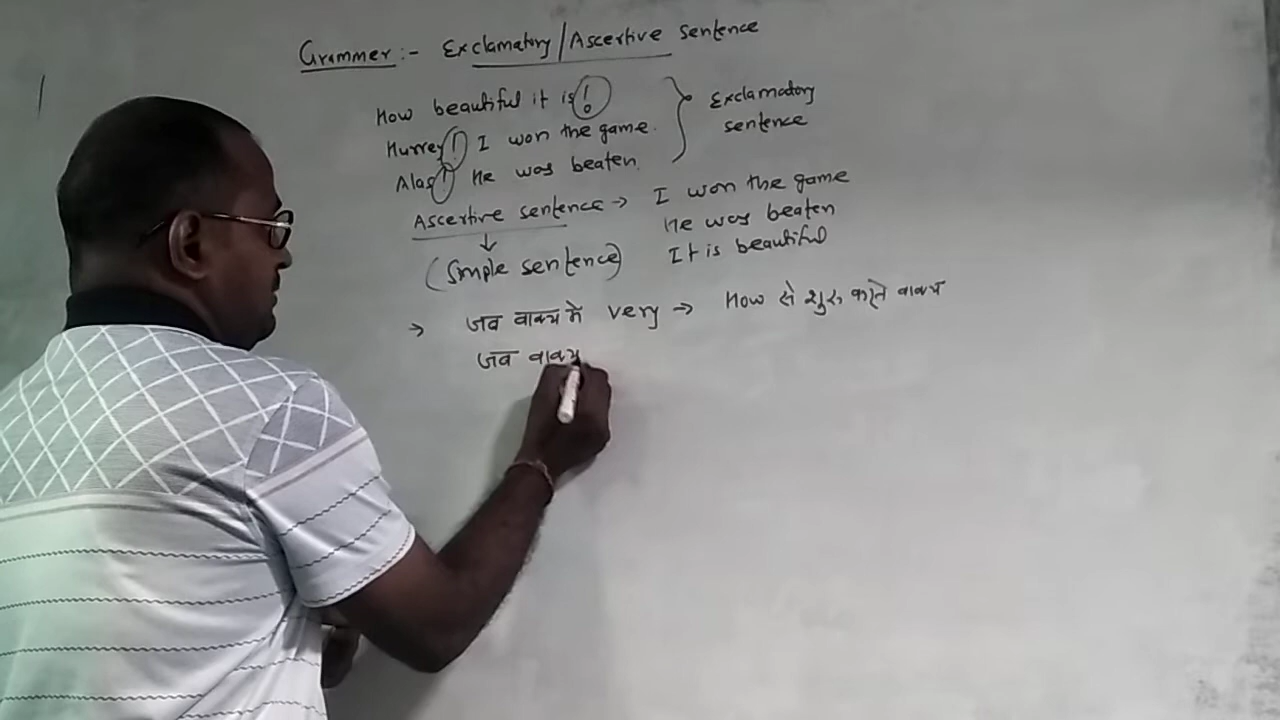 Grammer:- Exclamatory/Ascertive sentence
How beautiful it is!
Hurrey! I won the game.
Alas! He was beaten.
} Exclamatory sentence
Ascertive sentence → I won the game
He was beaten
It is beautiful
↓
(Simple sentence)
→ जब वाक्य में very → How से शुरु करते वाक्य
जब वाक्य